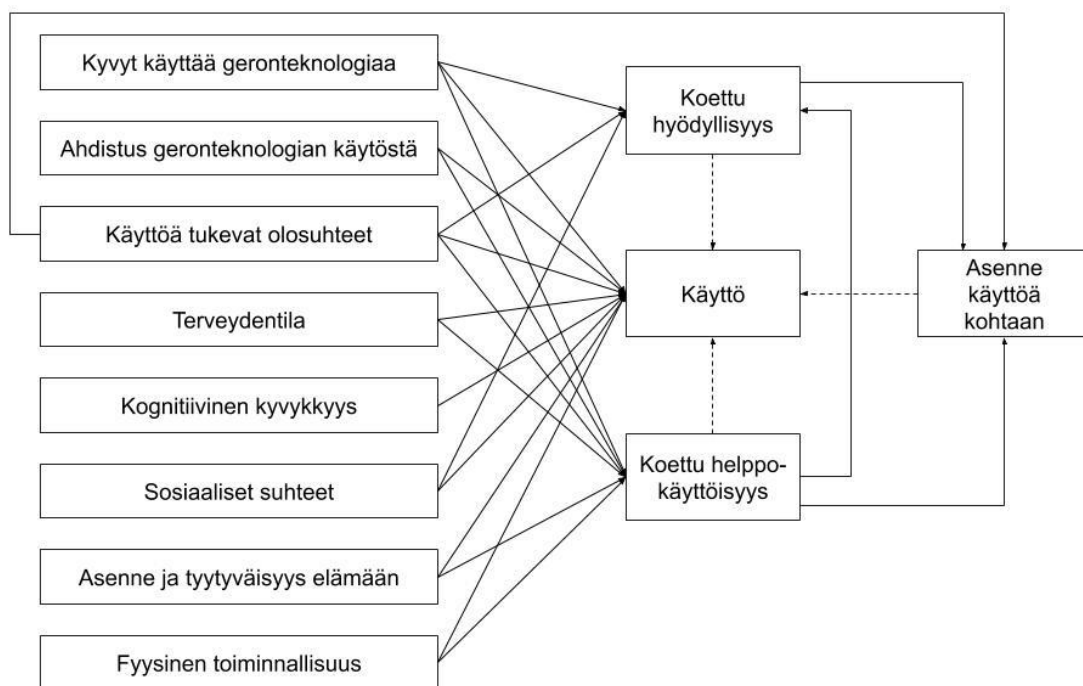 Kyvyt käyttää geronteknologiaa
Ahdistus geronteknologian käytöstä
Käyttöä tukevat olosuhteet
Terveydentila
Kognitiivinen kyvykkyys
Sosiaaliset suhteet
Asenne ja tyytyväisyys elämään
Fyysinen toiminnallisuus
Koettu
hyödyllisyys
Käyttö
Koettu helppo-
käyttöisyys
Asenne
käyttöä
kohtaan